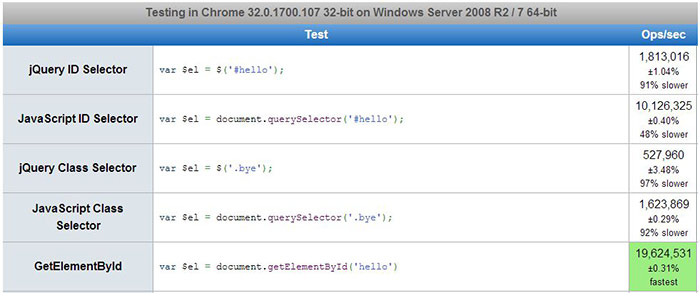 Testing in Chrome 32.0.1700.107 32-bit on Windows Server 2008 R2 / 7 64-bit
Test Ops/sec
jQuery ID Selector
var $el = $('#hello');
1,813,016
±1.04%
91% slower
JavaScript ID Selector
var $el = document.querySelector('#hello');
10,126,325
±0.40%
48% slower
jQuery Class Selector
var $el = $('.bye');
527,960
±3.48%
97% slower
JavaScript Class
Selector
var $el = document.querySelector('.bye');
1,623,869
±0.29%
92% slower
GetElementById
var $el = document.getElementById('hello')
19,624,531
±0.31%
fastest